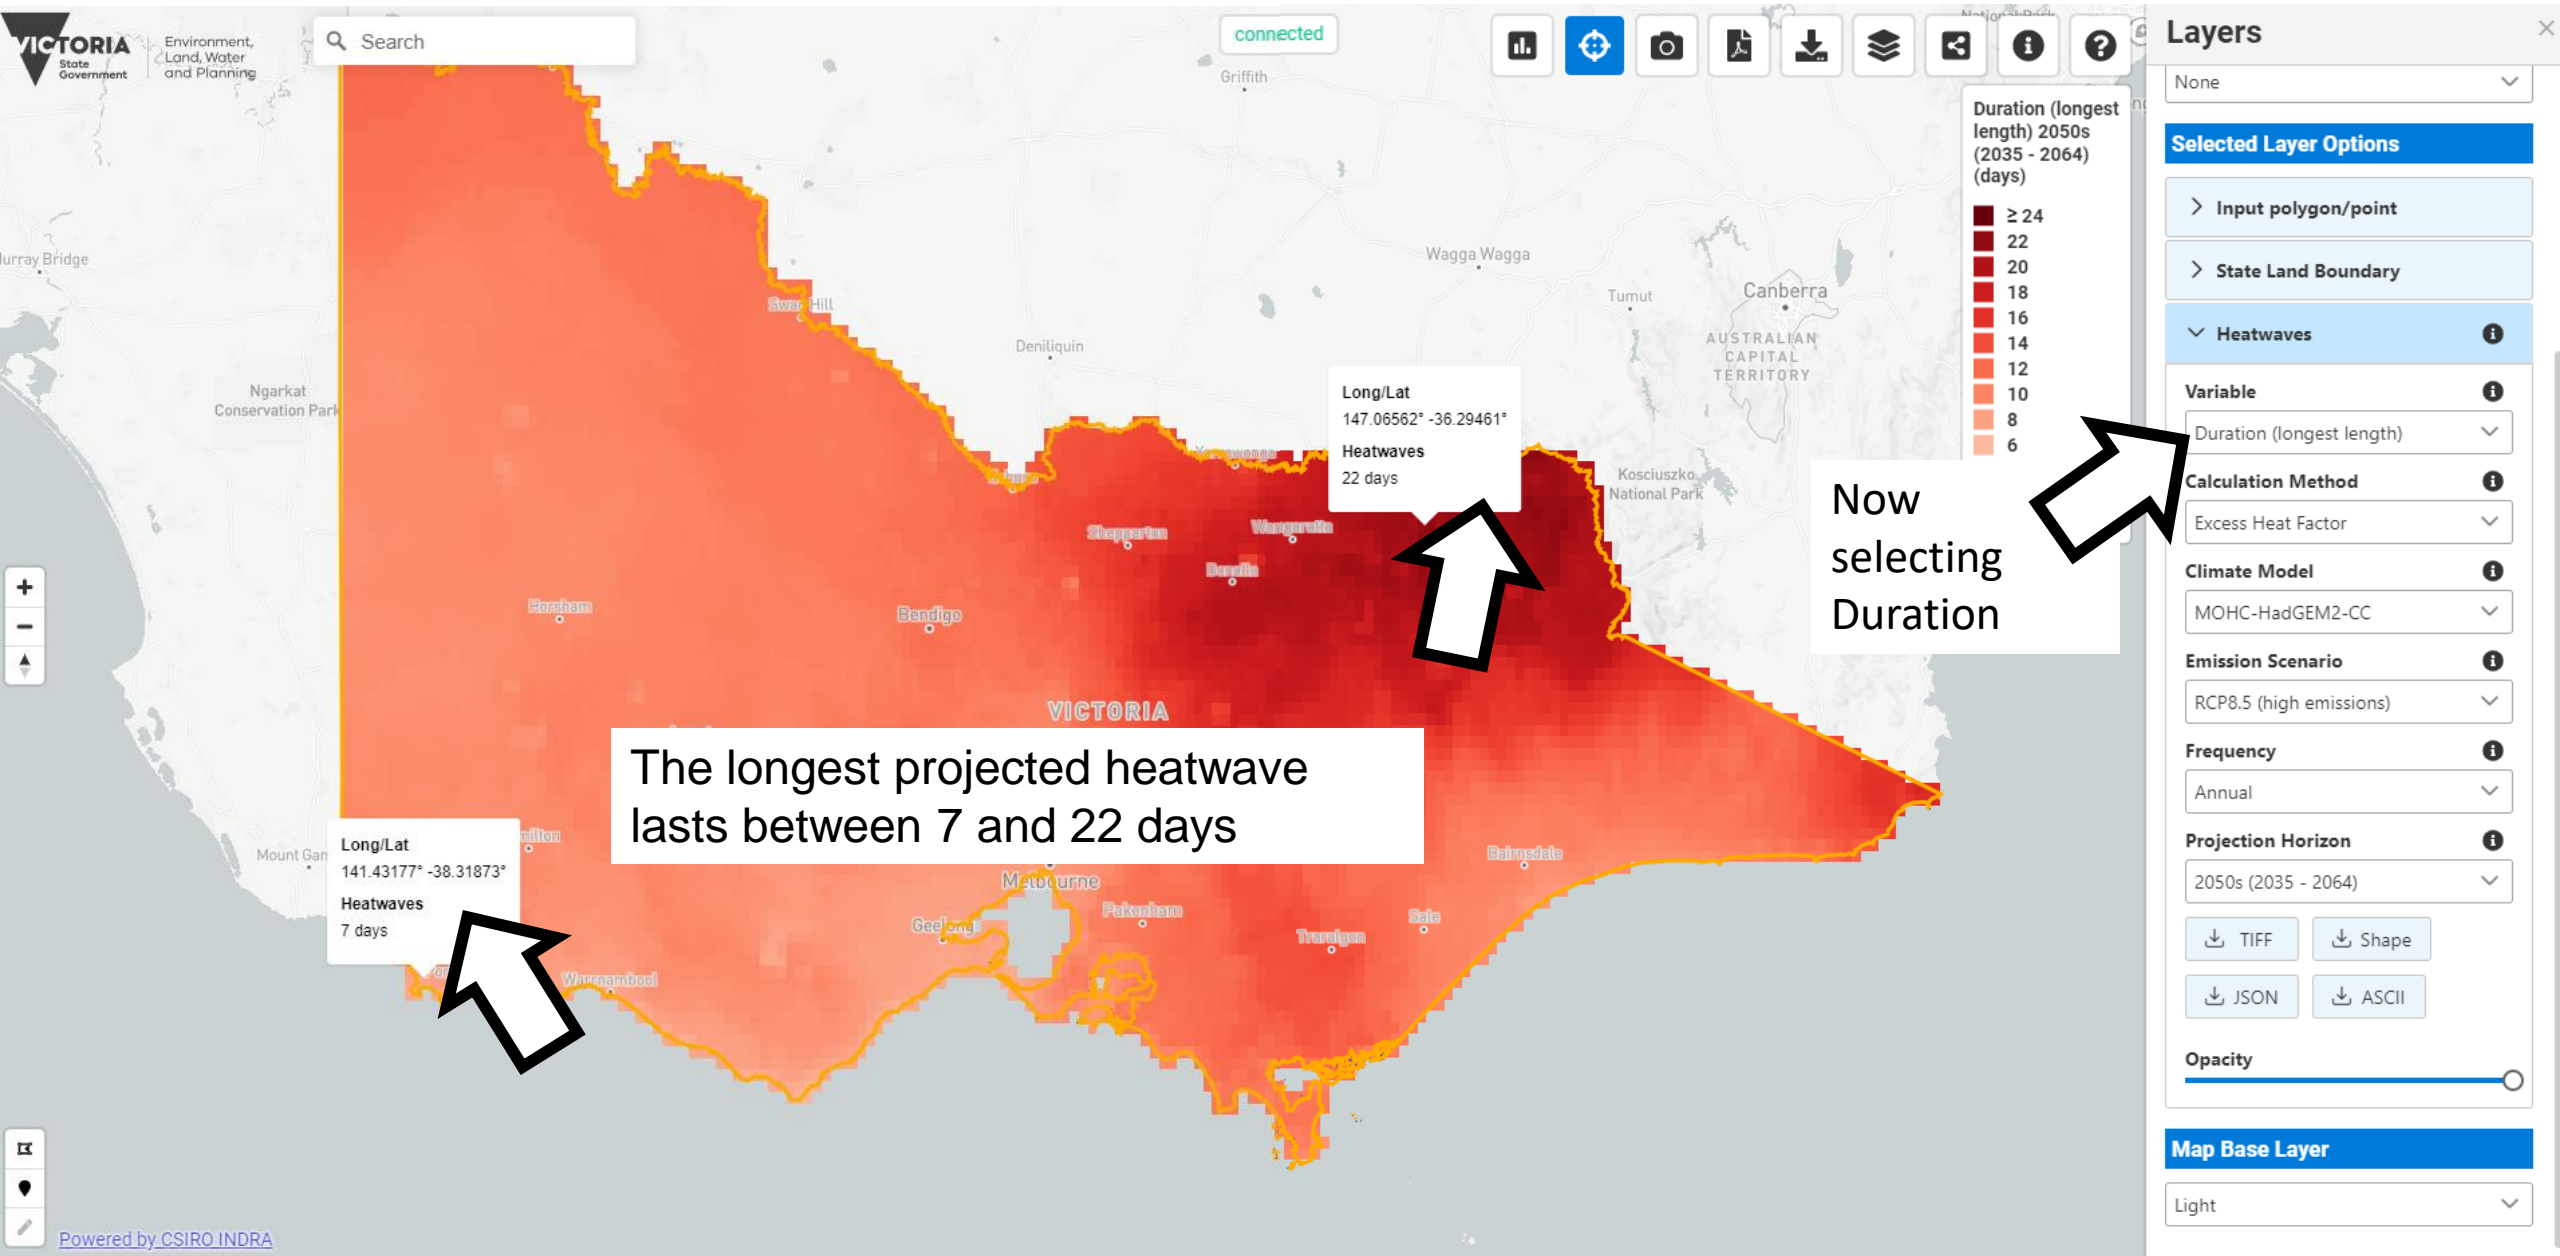 VICTORIA
State
Government
Environment,
Land, Water
and Planning
Search
connected
Griffith
Murray Bridge
Wagga Wagga
Tumut
Canberra
AUSTRALIAN
CAPITAL
TERRITORY
Swan Hill
Deniliquin
Ngarkat
Conservation Park
Kosciuszko
National Park
Shepparton
Wangaratta
Benalla
Horsham
Bendigo
VICTORIA
Long/Lat
147.06562° -36.29461°
Heatwaves
22 days
The longest projected heatwave
lasts between 7 and 22 days
Now
selecting
Duration
Mount Gam
Long/Lat
141.43177° -38.31873°
Heatwaves
7 days
Melbourne
Geelong
Pakenham
Bairnsdale
Sale
Traralgon
Warrnambool
Powered by CSIRO INDRA
Duration (longest
length) 2050s
(2035 - 2064)
(days)
≥ 24
22
20
18
16
14
12
10
8
6
Layers
None
Selected Layer Options
Input polygon/point
State Land Boundary
Heatwaves
Variable
Duration (longest length)
Calculation Method
Excess Heat Factor
Climate Model
MOHC-HadGEM2-CC
Emission Scenario
RCP8.5 (high emissions)
Frequency
Annual
Projection Horizon
2050s (2035 - 2064)
TIFF
Shape
JSON
ASCII
Opacity
Map Base Layer
Light